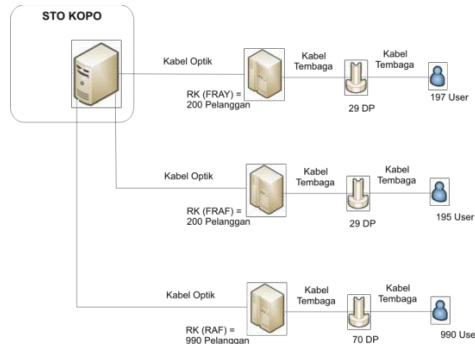 STO KOPO
Kabel Optik
Kabel
Tembaga
Kabel
Tembaga
RK (FRAY) =
200 Pelanggan
29 DP
197 User
Kabel Optik
Kabel
Tembaga
Kabel
Tembaga
RK (FRAF) =
200 Pelanggan
29 DP
195 User
Kabel Optik
Kabel
Tembaga
Kabel
Tembaga
RK (RAF) =
990 Pelanggan
70 DP
990 User